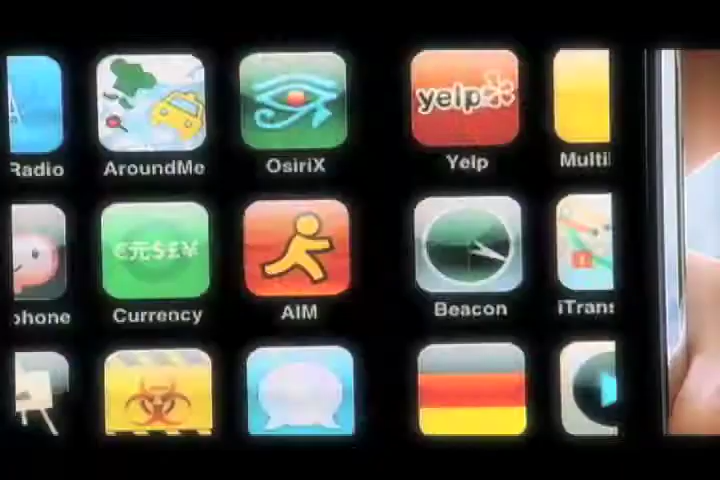 Radio
AroundMe
OsiriX
yelp
Yelp
Multi
phone
€元$£¥
Currency
AIM
Beacon
iTrans